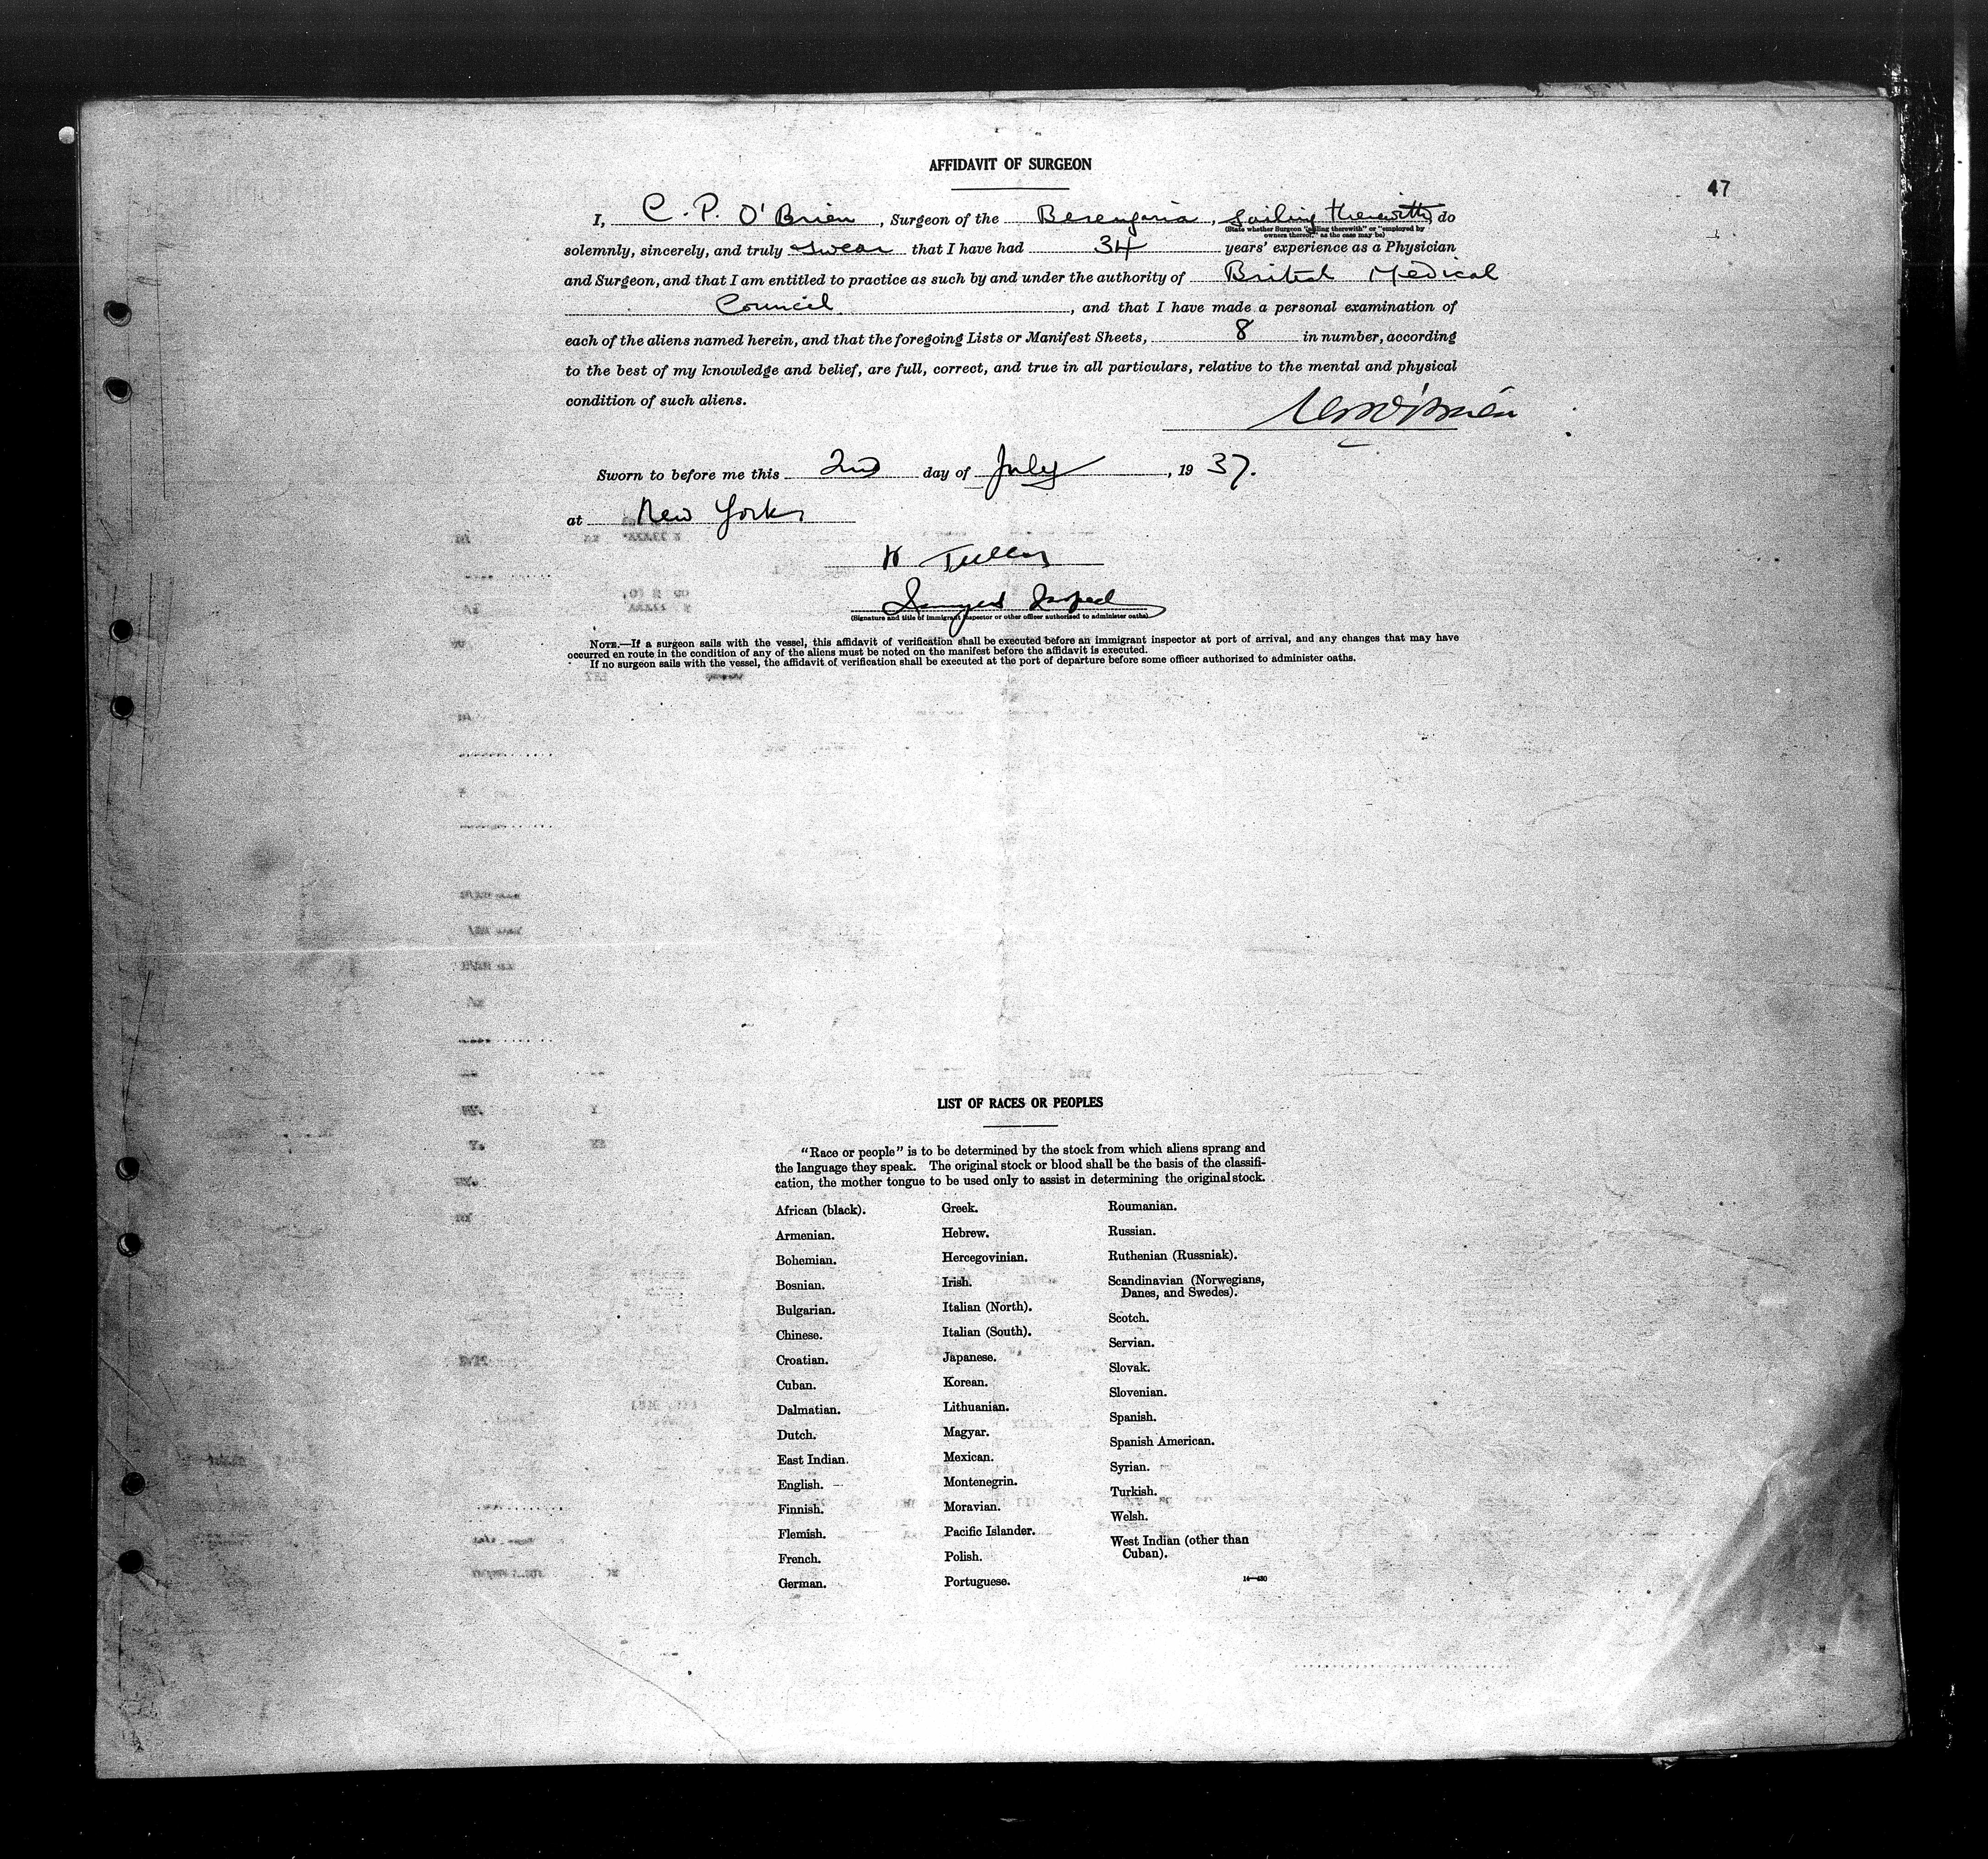 AFFIDAVIT OF SURGEON
47
I, C. P. O'Brien, Surgeon of the Berengaria, sailing therewith, do
(State whether Surgeon "sailing therewith" or "employed by
owners thereof," as the case may be)
solemnly, sincerely, and truly swear that I have had 34 years' experience as a Physician
and Surgeon, and that I am entitled to practice as such by and under the authority of British Medical
Council, and that I have made a personal examination of
each of the aliens named herein, and that the foregoing Lists or Manifest Sheets, 8 in number, according
to the best of my knowledge and belief, are full, correct, and true in all particulars, relative to the mental and physical
condition of such aliens.
Sworn to before me this 2nd day of July, 1937.
at New York
(Signature and title of immigrant inspector or other officer authorized to administer oaths)
NOTE.—If a surgeon sails with the vessel, this affidavit of verification shall be executed before an immigrant inspector at port of arrival, and any changes that may have
occurred en route in the condition of any of the aliens must be noted on the manifest before the affidavit is executed.
If no surgeon sails with the vessel, the affidavit of verification shall be executed at the port of departure before some officer authorized to administer oaths.
LIST OF RACES OR PEOPLES
"Race or people" is to be determined by the stock from which aliens sprang and
the language they speak. The original stock or blood shall be the basis of the classifi-
cation, the mother tongue to be used only to assist in determining the original stock.
African (black).
Armenian.
Bohemian.
Bosnian.
Bulgarian.
Chinese.
Croatian.
Cuban.
Dalmatian.
Dutch.
East Indian.
English.
Finnish.
Flemish.
French.
German.
Greek.
Hebrew.
Hercegovinian.
Irish.
Italian (North).
Italian (South).
Japanese.
Korean.
Lithuanian.
Magyar.
Mexican.
Montenegrin.
Moravian.
Pacific Islander.
Polish.
Portuguese.
Roumanian.
Russian.
Ruthenian (Russniak).
Scandinavian (Norwegians,
Danes, and Swedes).
Scotch.
Servian.
Slovak.
Slovenian.
Spanish.
Spanish American.
Syrian.
Turkish.
Welsh.
West Indian (other than
Cuban).